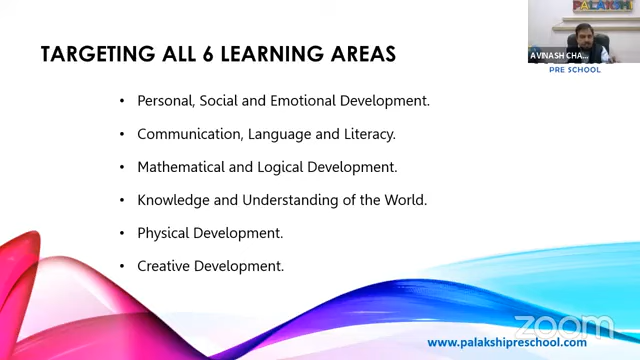 PALAKSHI
AVINASH CHA...
PRE SCHOOL
TARGETING ALL 6 LEARNING AREAS
• Personal, Social and Emotional Development.
• Communication, Language and Literacy.
• Mathematical and Logical Development.
• Knowledge and Understanding of the World.
• Physical Development.
• Creative Development.
zoom
www.palakshipreschool.com